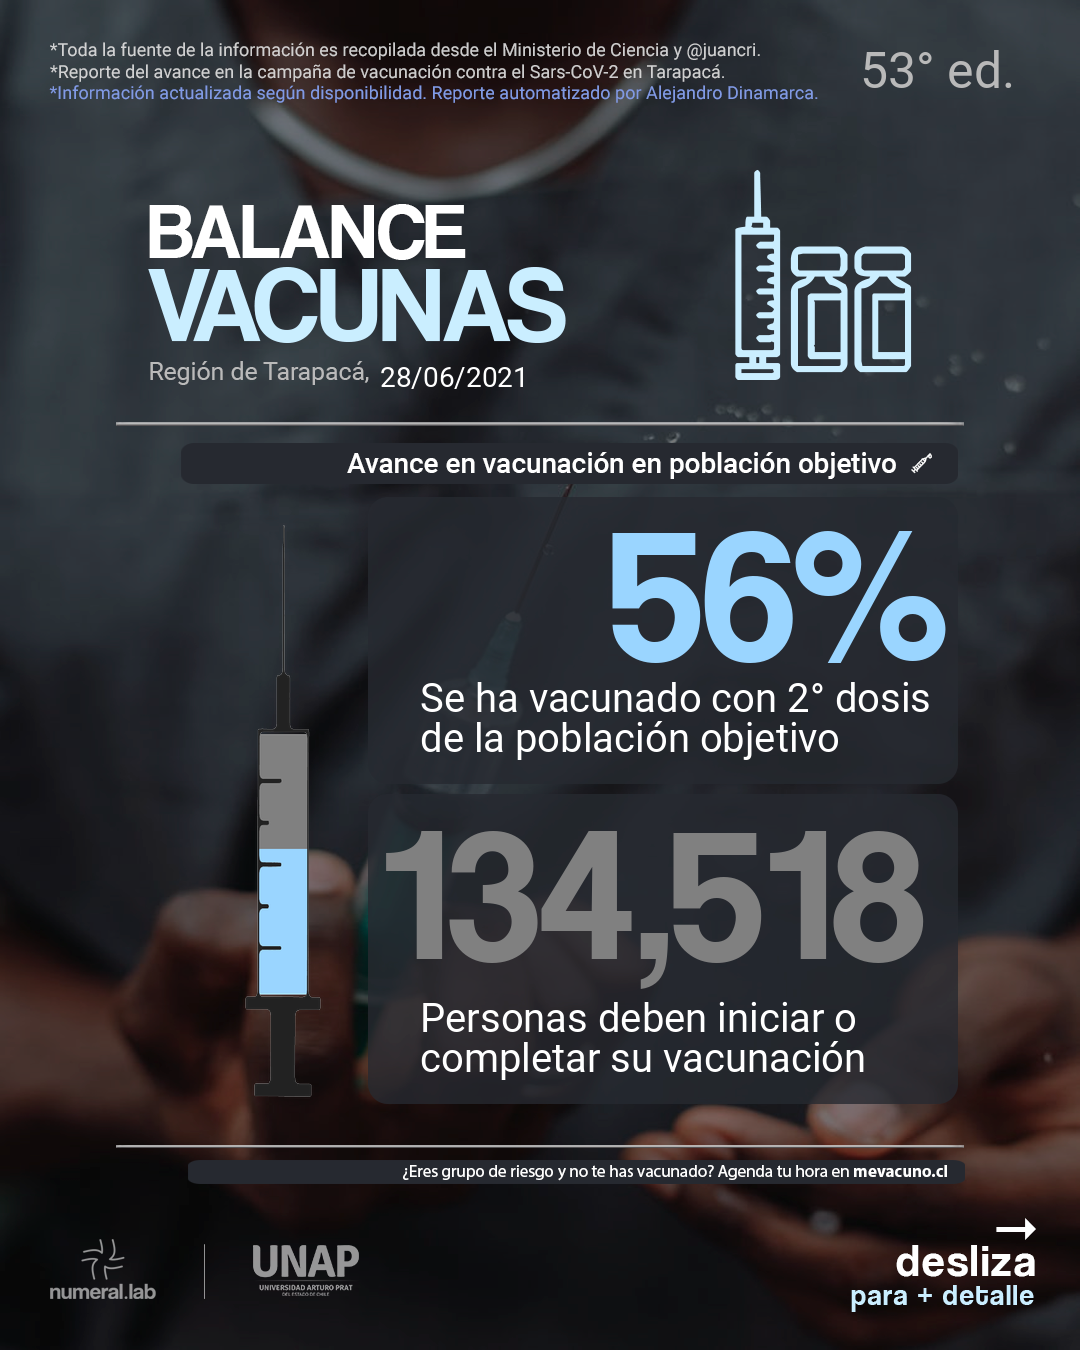 *Toda la fuente de la información es recopilada desde el Ministerio de Ciencia y @juancri.
*Reporte del avance en la campaña de vacunación contra el Sars-CoV-2 en Tarapacá.
*Información actualizada según disponibilidad. Reporte automatizado por Alejandro Dinamarca.
53° ed.
BALANCE
VACUNAS
Región de Tarapacá, 28/06/2021
Avance en vacunación en población objetivo
56%
Se ha vacunado con 2° dosis
de la población objetivo
134,518
Personas deben iniciar o
completar su vacunación
¿Eres grupo de riesgo y no te has vacunado? Agenda tu hora en mevacuno.cl
numeral.lab
UNAP
UNIVERSIDAD ARTURO PRAT
DEL ESTADO DE CHILE
desliza
para + detalle